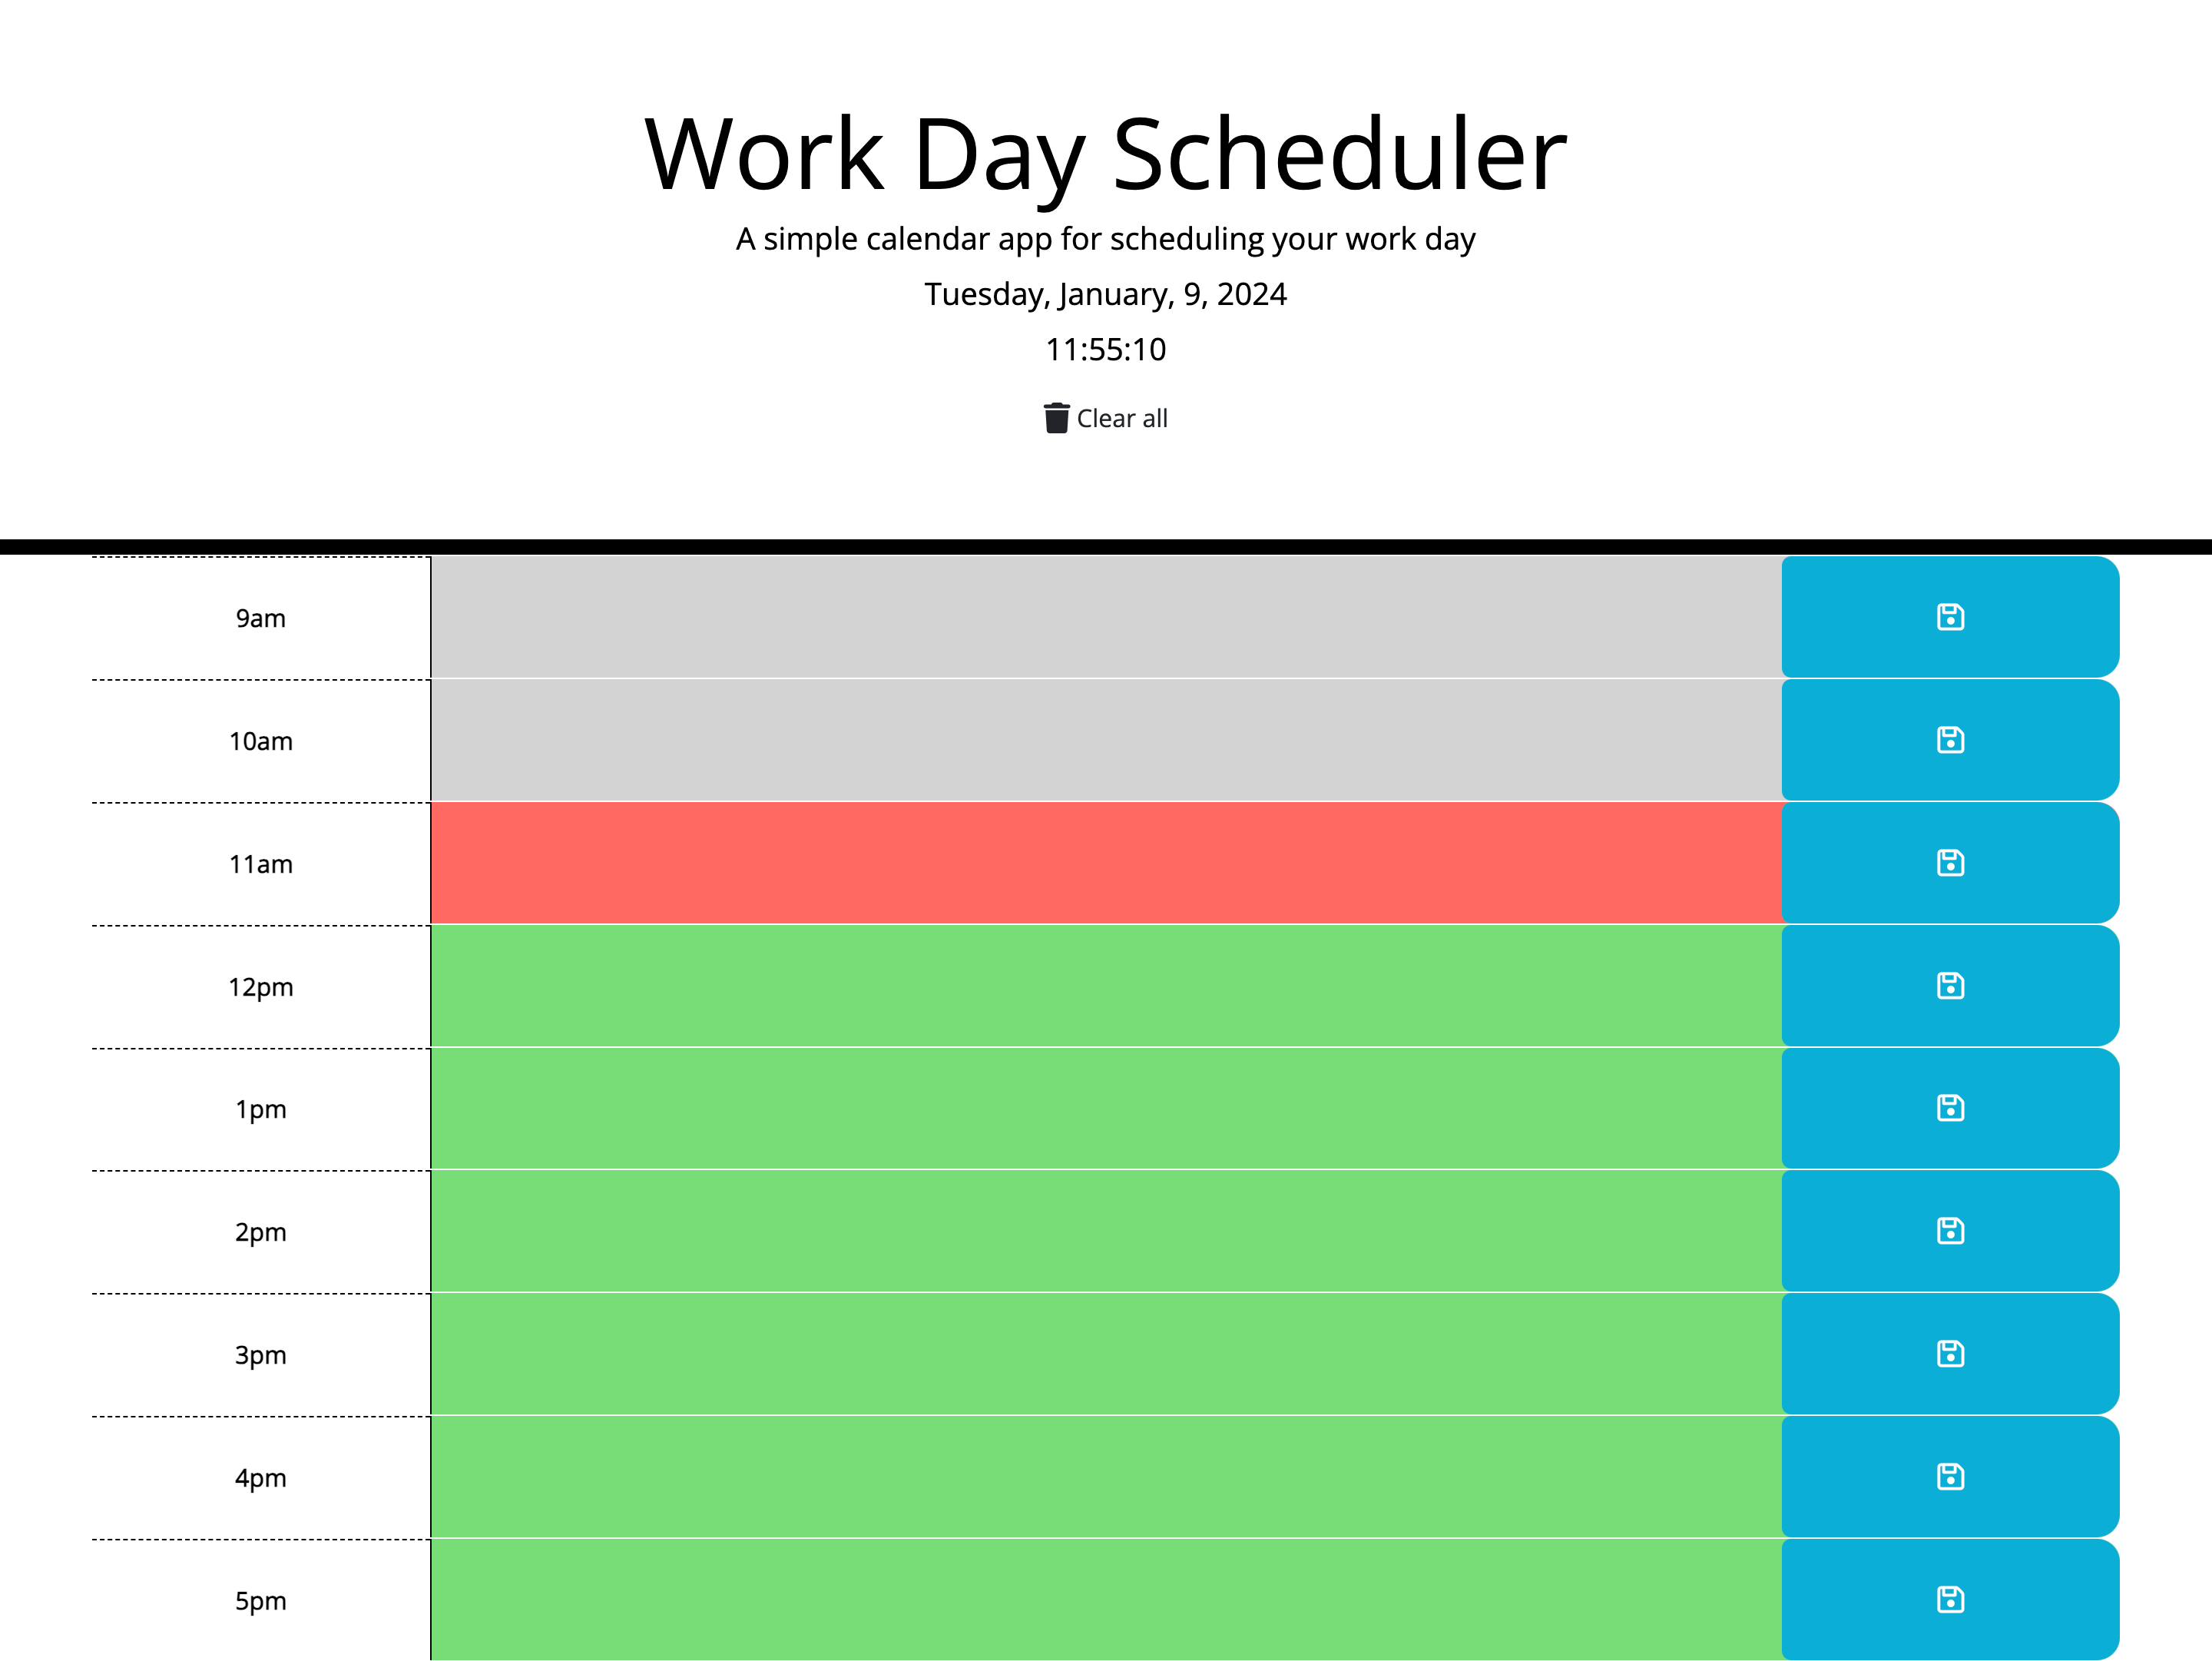 Work Day Scheduler
A simple calendar app for scheduling your work day
Tuesday, January, 9, 2024
11:55:10
Clear all
9am
10am
11am
12pm
1pm
2pm
3pm
4pm
5pm